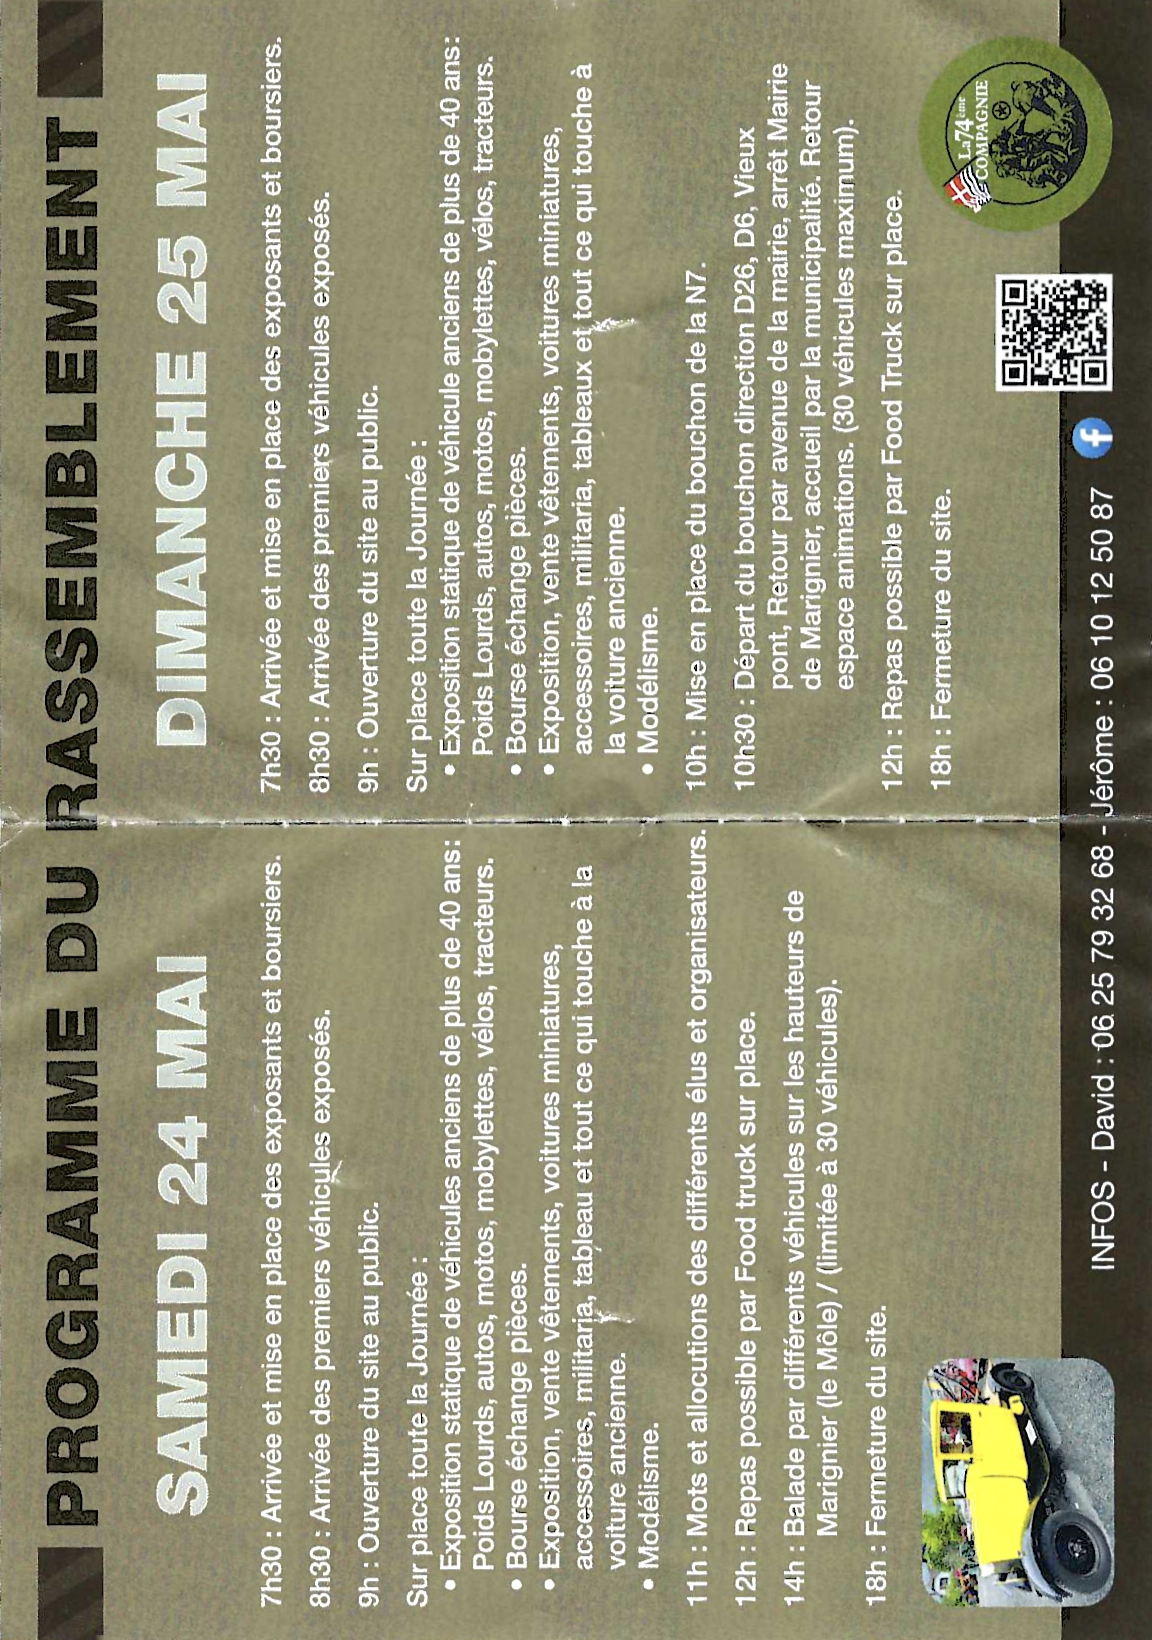 PROGRAMME DU RASSEMBLEMENT
SAMEDI 24 MAI
7h30 : Arrivée et mise en place des exposants et boursiers.
8h30 : Arrivée des premiers véhicules exposés.
9h : Ouverture du site au public.
Sur place toute la Journée :
• Exposition statique de véhicules anciens de plus de 40 ans:
Poids Lourds, autos, motos, mobylettes, vélos, tracteurs.
• Bourse échange pièces.
• Exposition, vente vêtements, voitures miniatures,
accessoires, militaria, tableau et tout ce qui touche à la
voiture ancienne.
• Modélisme.
11h : Mots et allocutions des différents élus et organisateurs.
12h : Repas possible par Food truck sur place.
14h : Balade par différents véhicules sur les hauteurs de
Marignier (le Môle) / (limitée à 30 véhicules).
18h : Fermeture du site.
DIMANCHE 25 MAI
7h30 : Arrivée et mise en place des exposants et boursiers.
8h30 : Arrivée des premiers véhicules exposés.
9h : Ouverture du site au public.
Sur place toute la Journée :
• Exposition statique de véhicule anciens de plus de 40 ans:
Poids Lourds, autos, motos, mobylettes, vélos, tracteurs.
• Bourse échange pièces.
• Exposition, vente vêtements, voitures miniatures,
accessoires, militaria, tableaux et tout ce qui touche à
la voiture ancienne.
• Modélisme.
10h : Mise en place du bouchon de la N7.
10h30 : Départ du bouchon direction D26, D6, Vieux
pont, Retour par avenue de la mairie, arrêt Mairie
de Marignier, accueil par la municipalité. Retour
espace animations. (30 véhicules maximum).
12h : Repas possible par Food Truck sur place.
18h : Fermeture du site.
INFOS - David : 06 25 79 32 68 - Jérôme : 06 10 12 50 87
f
La 74ème
COMPAGNIE